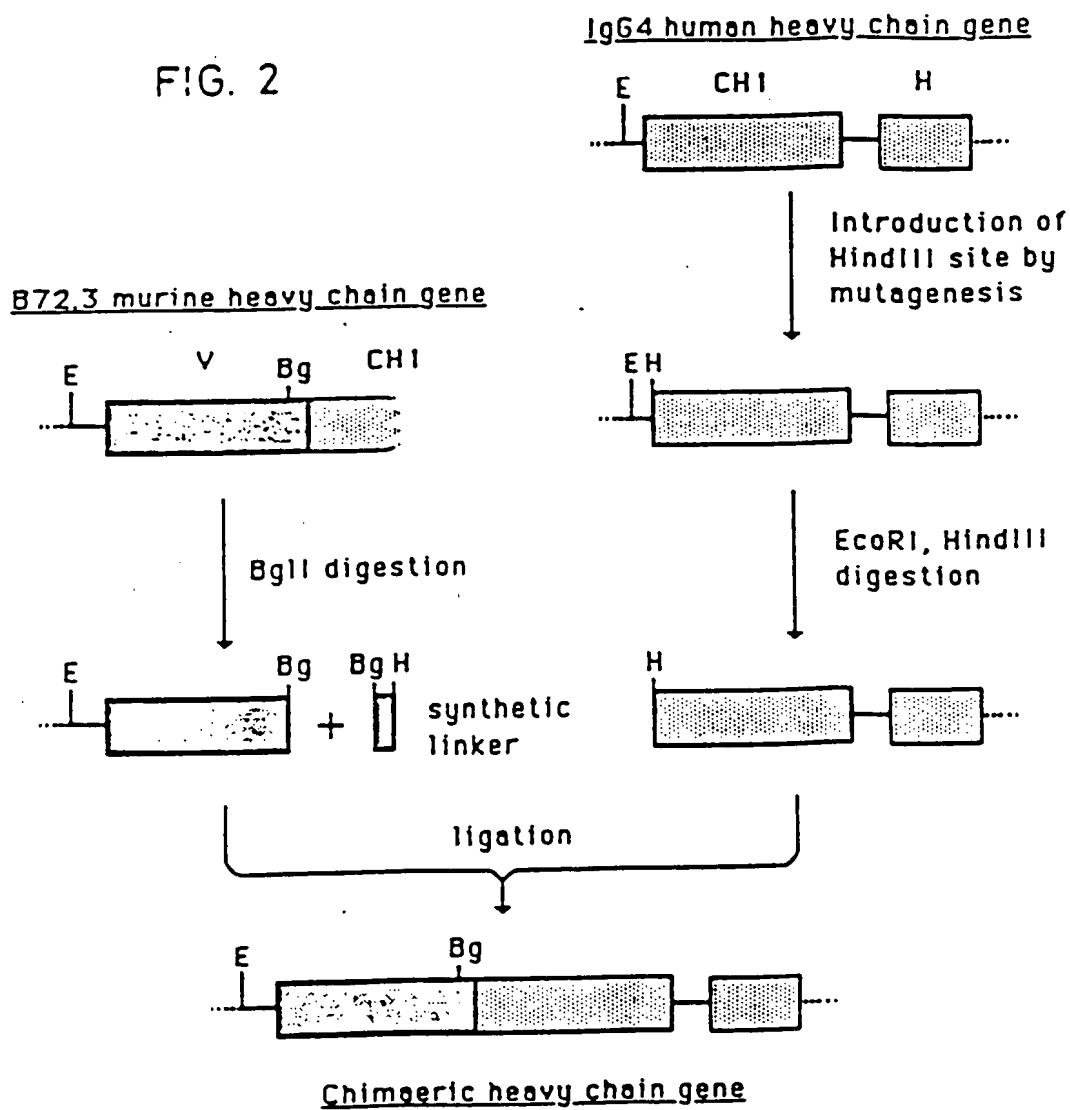 FIG. 2
IgG4 human heavy chain gene
E CH1 H
Introduction of
HindIII site by
mutagenesis
B72.3 murine heavy chain gene
E V Bg CH1
E H
BglI digestion
EcoRI, HindIII
digestion
E Bg + Bg H
synthetic
linker
H
ligation
E Bg
Chimaeric heavy chain gene